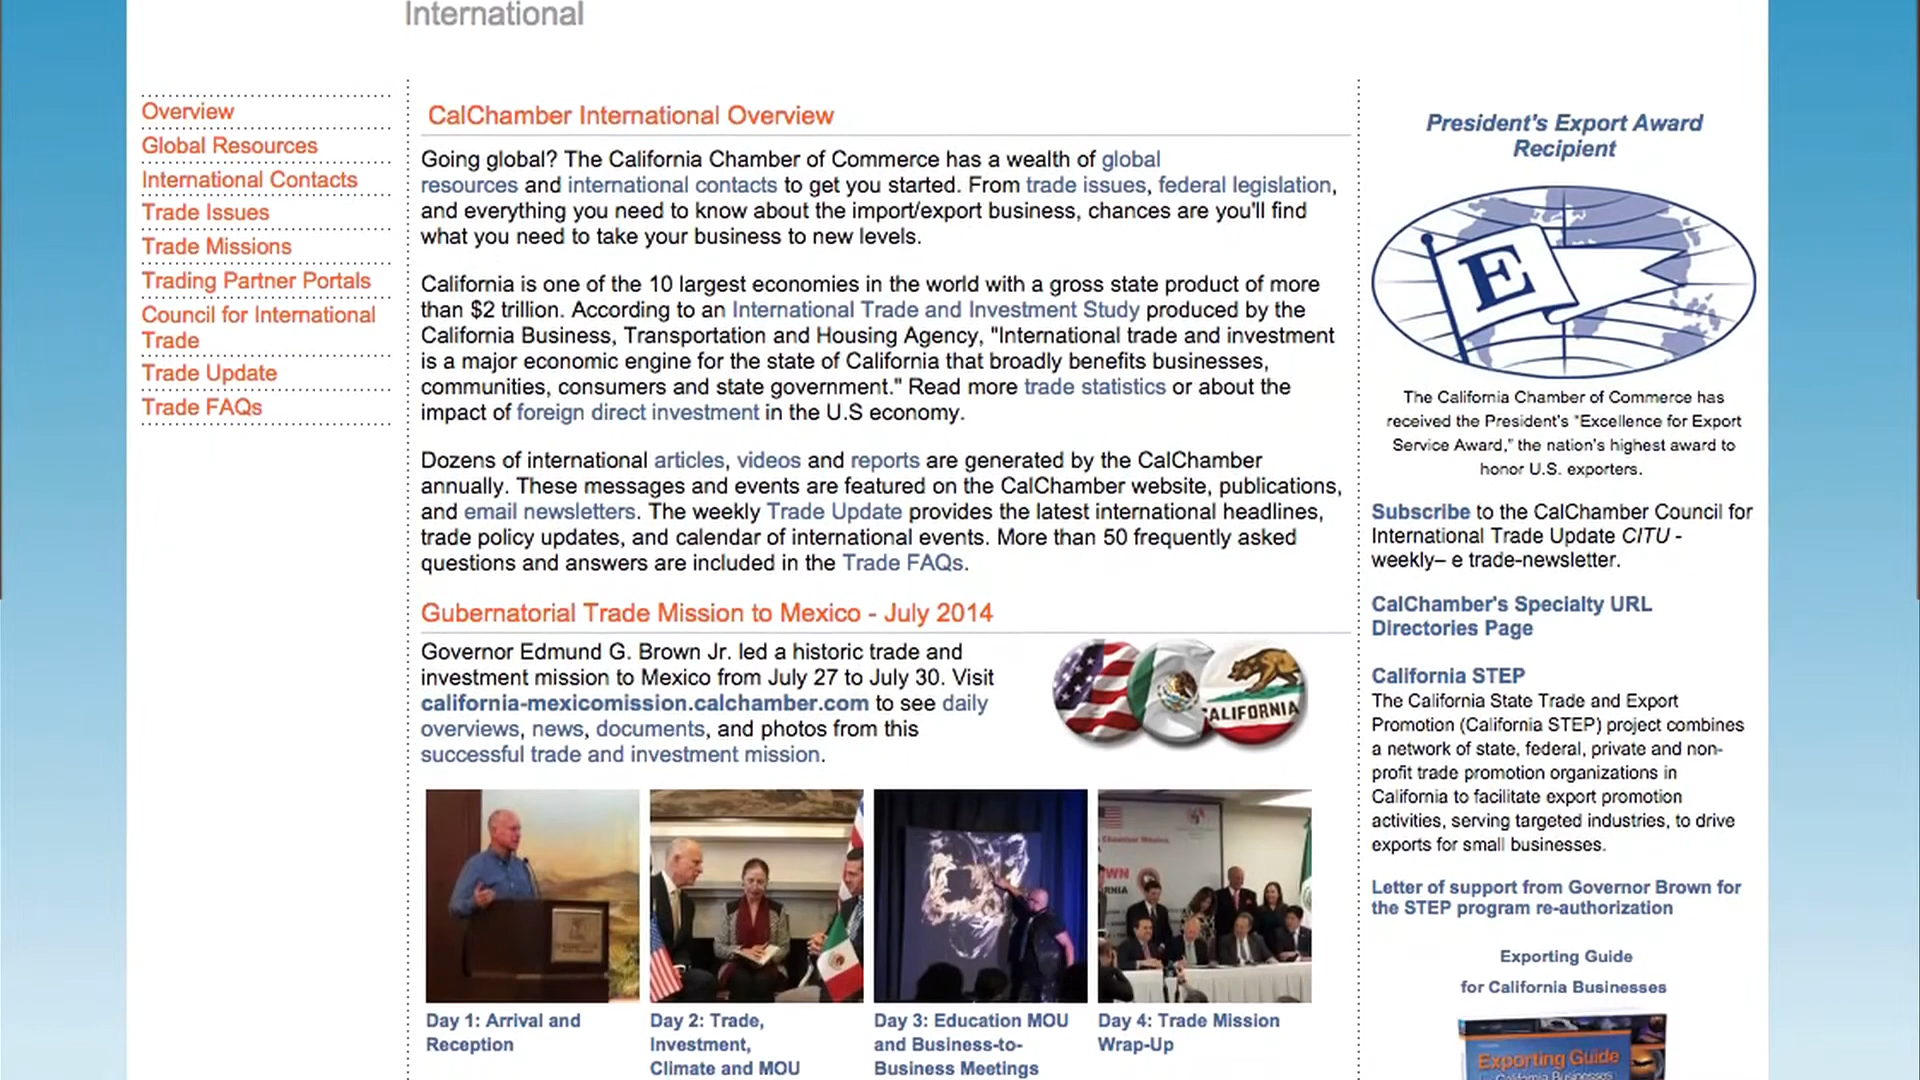 International
Overview
Global Resources
International Contacts
Trade Issues
Trade Missions
Trading Partner Portals
Council for International
Trade
Trade Update
Trade FAQs
CalChamber International Overview
Going global? The California Chamber of Commerce has a wealth of global
resources and international contacts to get you started. From trade issues, federal legislation,
and everything you need to know about the import/export business, chances are you'll find
what you need to take your business to new levels.
California is one of the 10 largest economies in the world with a gross state product of more
than $2 trillion. According to an International Trade and Investment Study produced by the
California Business, Transportation and Housing Agency, "International trade and investment
is a major economic engine for the state of California that broadly benefits businesses,
communities, consumers and state government." Read more trade statistics or about the
impact of foreign direct investment in the U.S economy.
Dozens of international articles, videos and reports are generated by the CalChamber
annually. These messages and events are featured on the CalChamber website, publications,
and email newsletters. The weekly Trade Update provides the latest international headlines,
trade policy updates, and calendar of international events. More than 50 frequently asked
questions and answers are included in the Trade FAQs.
Gubernatorial Trade Mission to Mexico - July 2014
Governor Edmund G. Brown Jr. led a historic trade and
investment mission to Mexico from July 27 to July 30. Visit
california-mexicomission.calchamber.com to see daily
overviews, news, documents, and photos from this
successful trade and investment mission.
CALIFORNIA
Day 1: Arrival and
Reception
Day 2: Trade,
Investment,
Climate and MOU
Day 3: Education MOU
and Business-to-
Business Meetings
Day 4: Trade Mission
Wrap-Up
President's Export Award
Recipient
E
The California Chamber of Commerce has
received the President's "Excellence for Export
Service Award," the nation's highest award to
honor U.S. exporters.
Subscribe to the CalChamber Council for
International Trade Update CITU -
weekly– e trade-newsletter.
CalChamber's Specialty URL
Directories Page
California STEP
The California State Trade and Export
Promotion (California STEP) project combines
a network of state, federal, private and non-
profit trade promotion organizations in
California to facilitate export promotion
activities, serving targeted industries, to drive
exports for small businesses.
Letter of support from Governor Brown for
the STEP program re-authorization
Exporting Guide
for California Businesses
Exporting Guide
California Businesses